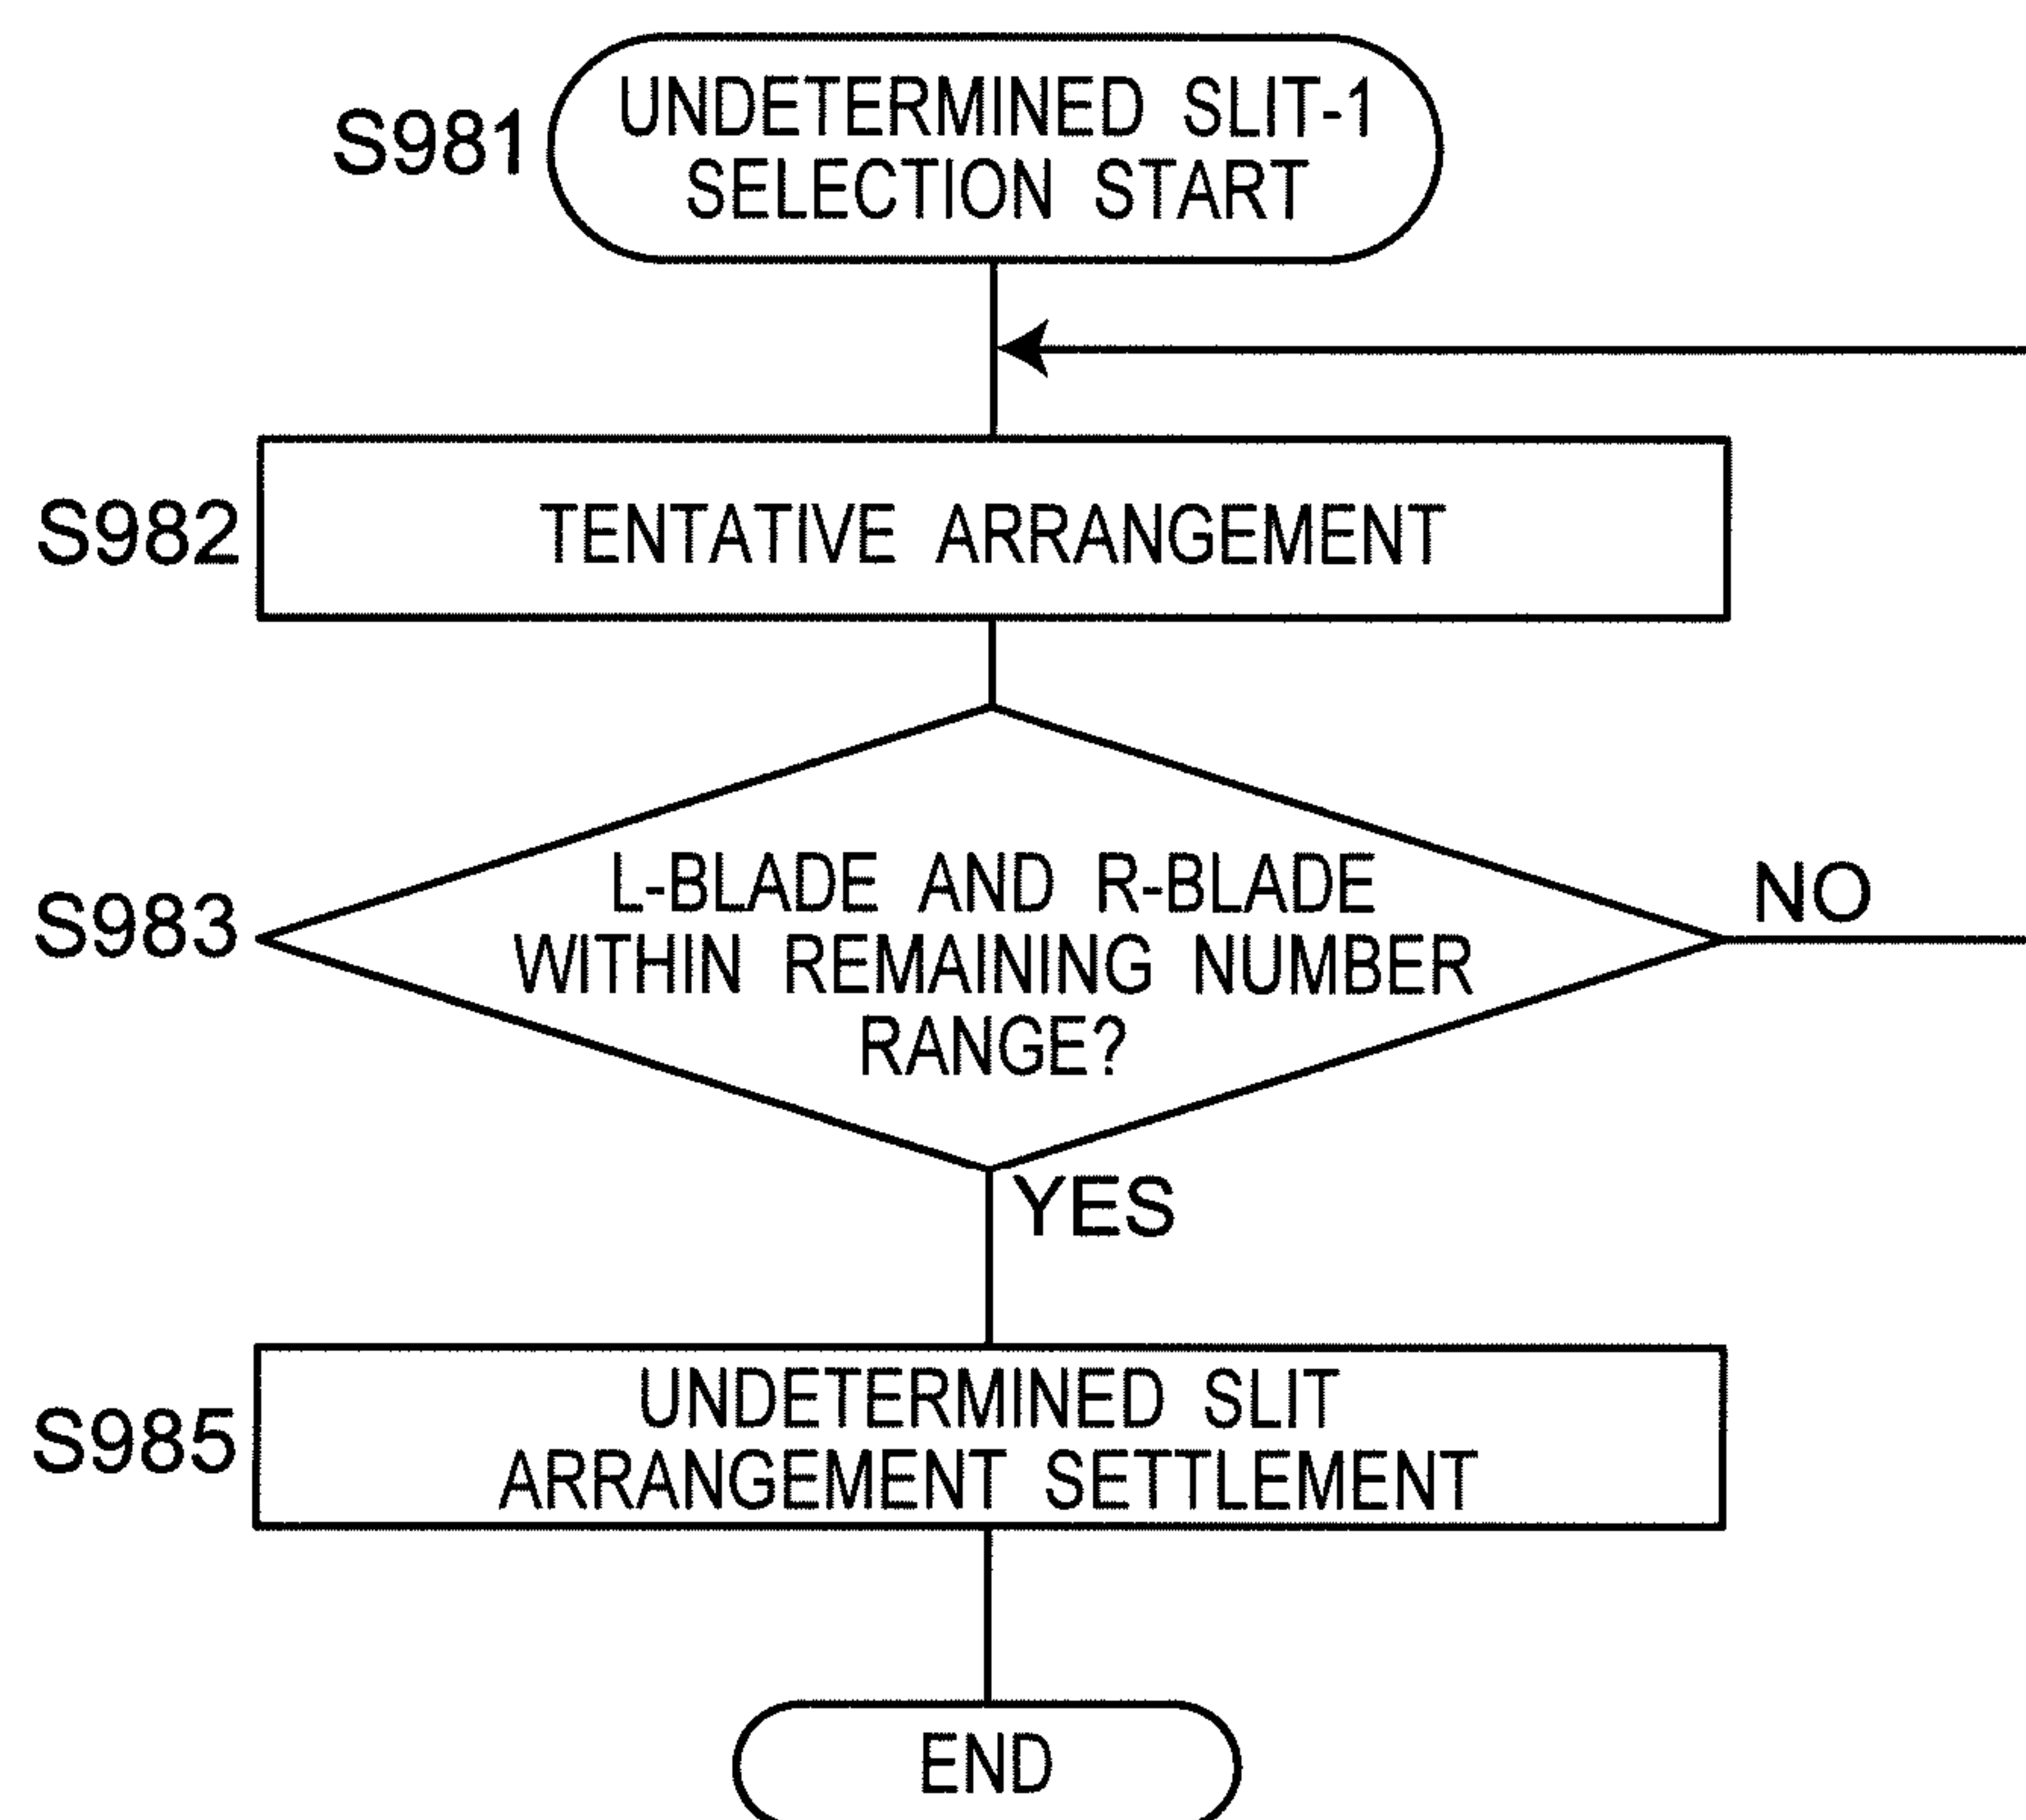 S981
UNDETERMINED SLIT-1
SELECTION START
S982
TENTATIVE ARRANGEMENT
S983
L-BLADE AND R-BLADE
WITHIN REMAINING NUMBER
RANGE?
NO
YES
S985
UNDETERMINED SLIT
ARRANGEMENT SETTLEMENT
END